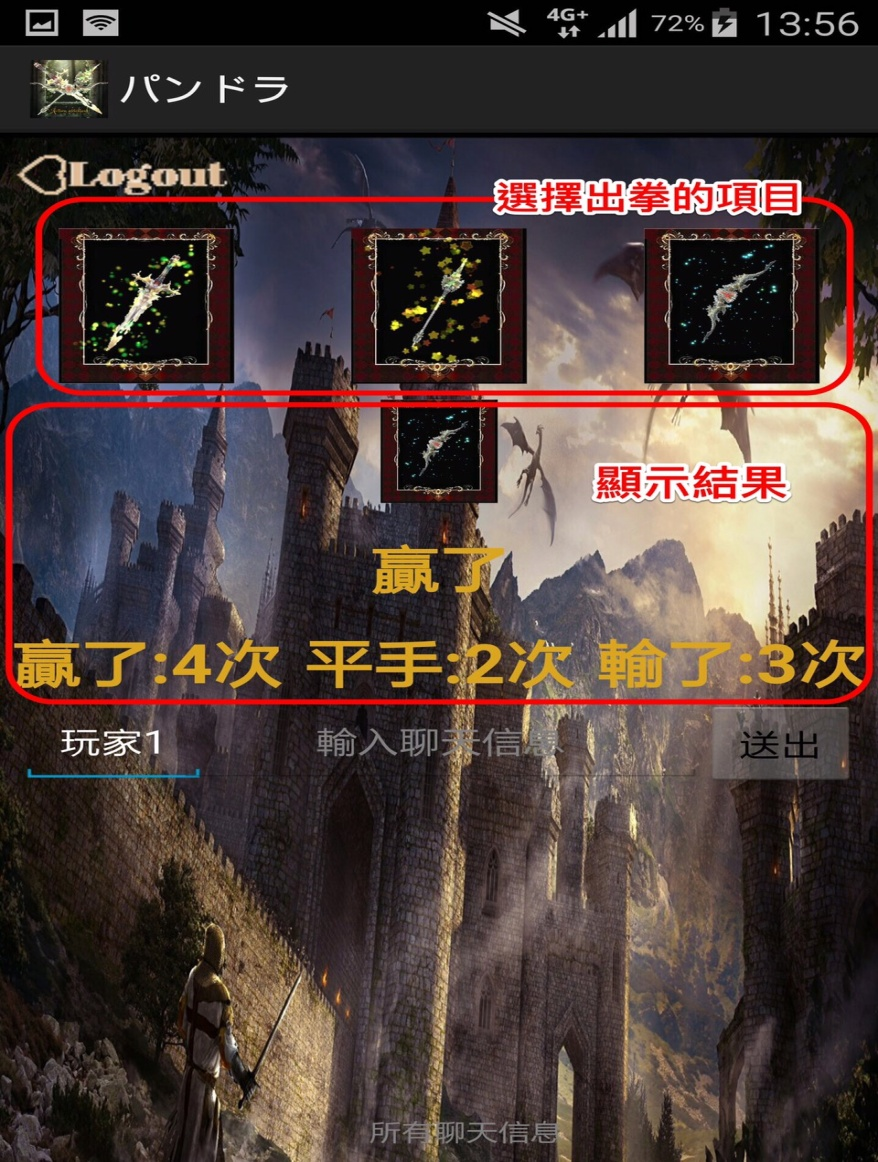 4G+ 72% 13:56
パンドラ
Logout
選擇出拳的項目
顯示結果
贏了
贏了:4次 平手:2次 輸了:3次
玩家1 輸入聊天信息 送出
所有聊天信息